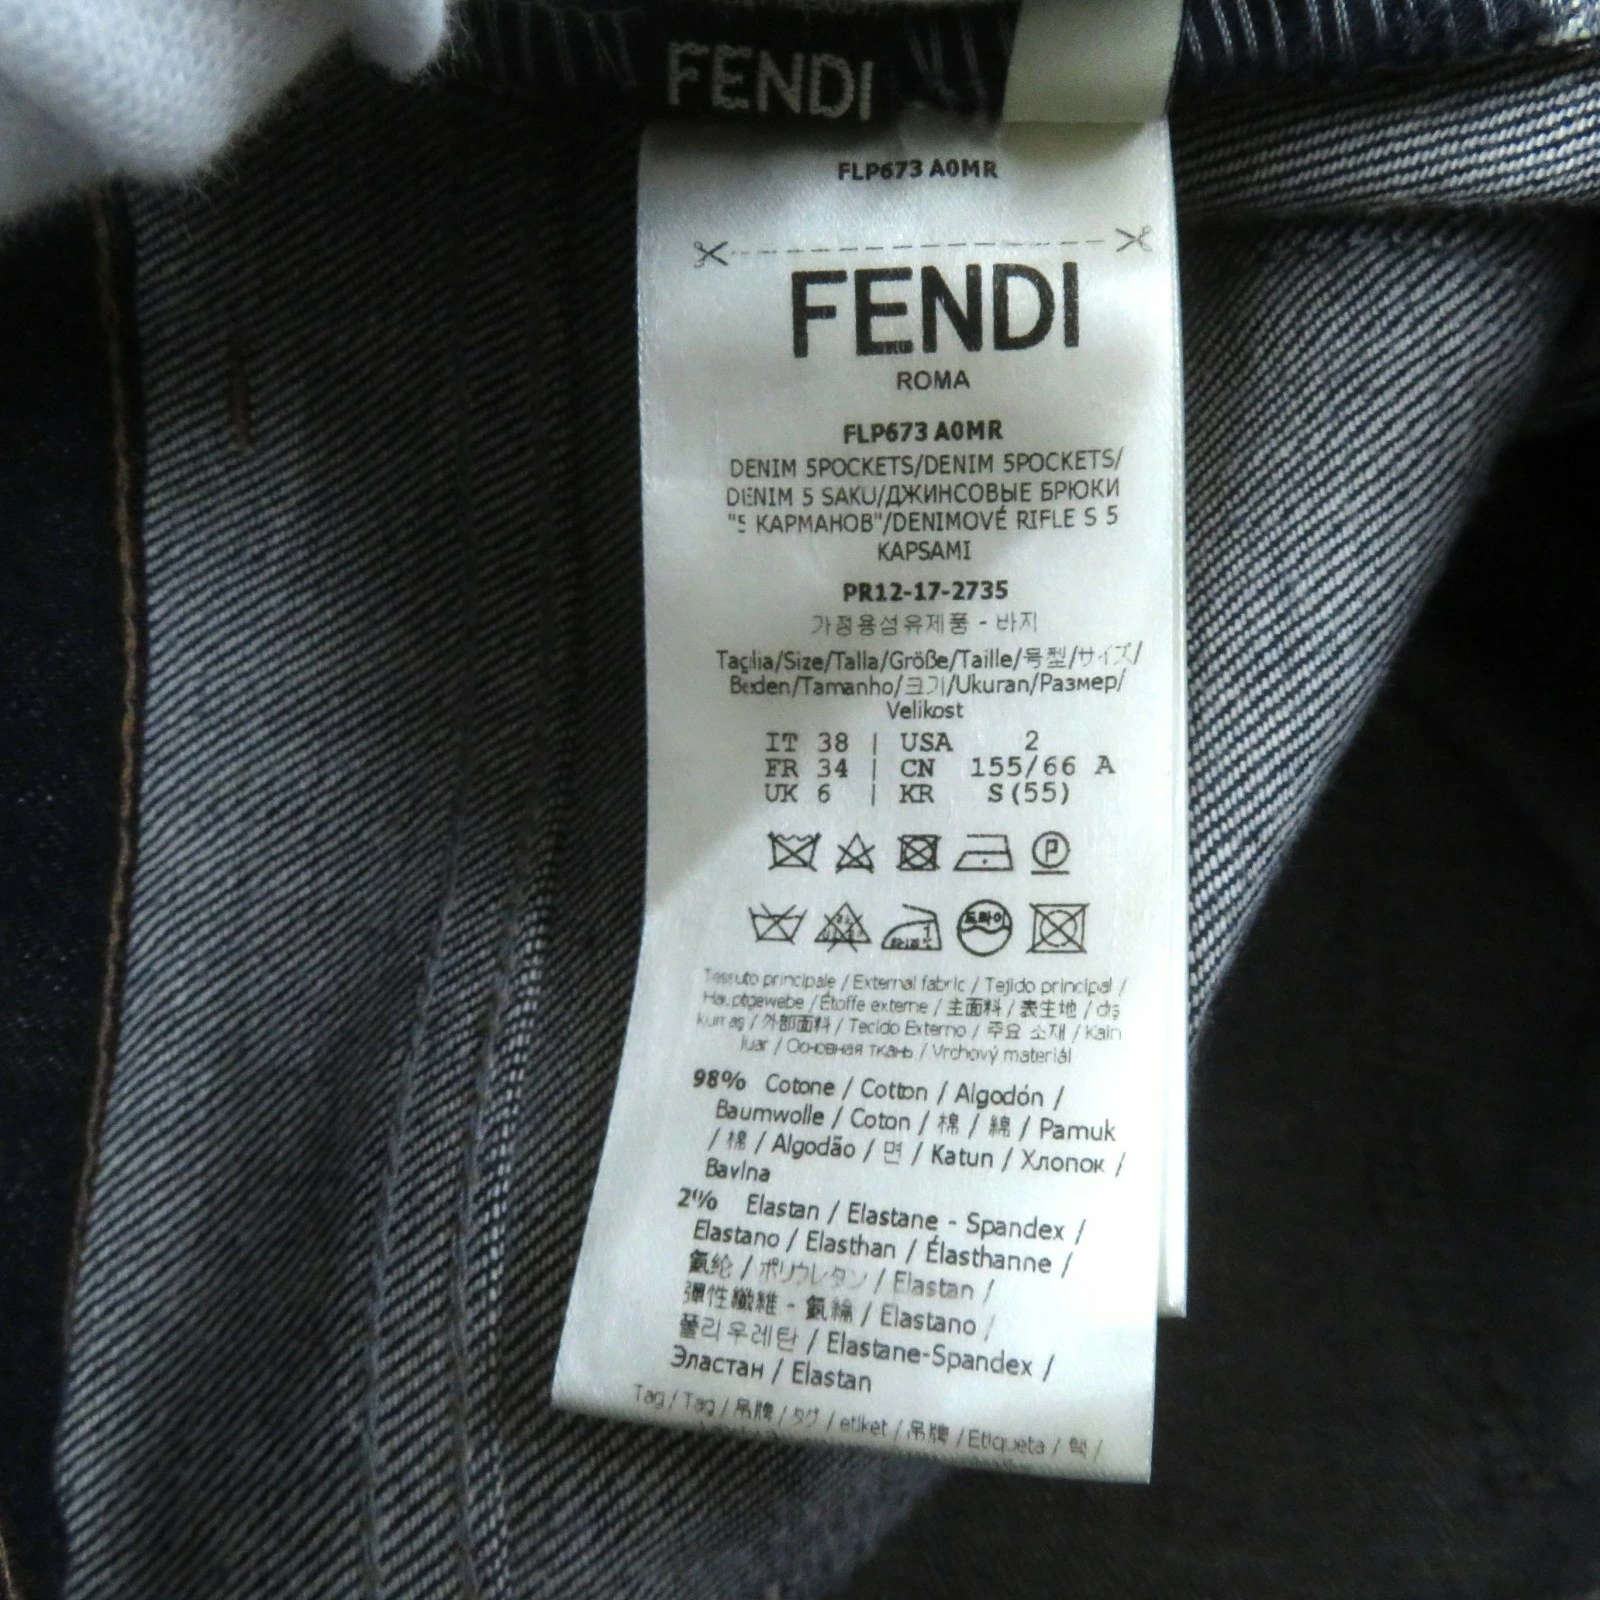 FENDI
FLP673 A0MR
FENDI
ROMA
FLP673 A0MR
DENIM 5POCKETS/DENIM 5POCKETS/
DENIM 5 SAKU/ДЖИНСОВЫЕ БРЮКИ
"5 КАРМАНОВ"/DENIMOVÉ RIFLE S 5
KAPSAMI
PR12-17-2735
가정용섬유제품 - 바지
Taglia/Size/Talla/Größe/Taille/号型/サイズ/
Beden/Tamanho/크기/Ukuran/Размер/
Velikost
IT 38 | USA 2
FR 34 | CN 155/66 A
UK 6 | KR S(55)
P
드라이
Tessuto principale / External fabric / Tejido principal /
Hauptgewebe / Étoffe externe / 主面料 / 表生地 / dış
kumaş / 外部面料 / Tecido Externo / 주요 소재 / Kain
luar / Основная ткань / Vrchový materiál
98% Cotone / Cotton / Algodón /
Baumwolle / Coton / 棉 / 綿 / Pamuk
/ 棉 / Algodão / 면 / Katun / Хлопок /
Bavlna
2% Elastan / Elastane - Spandex /
Elastano / Elasthan / Élasthanne /
氨纶 / ポリウレタン / Elastan /
彈性纖維 - 氨綸 / Elastano /
폴리우레탄 / Elastane-Spandex /
Эластан / Elastan
Tag / Tag / 吊牌 / タグ / etiket / 吊牌 / Etiqueta / 택 /